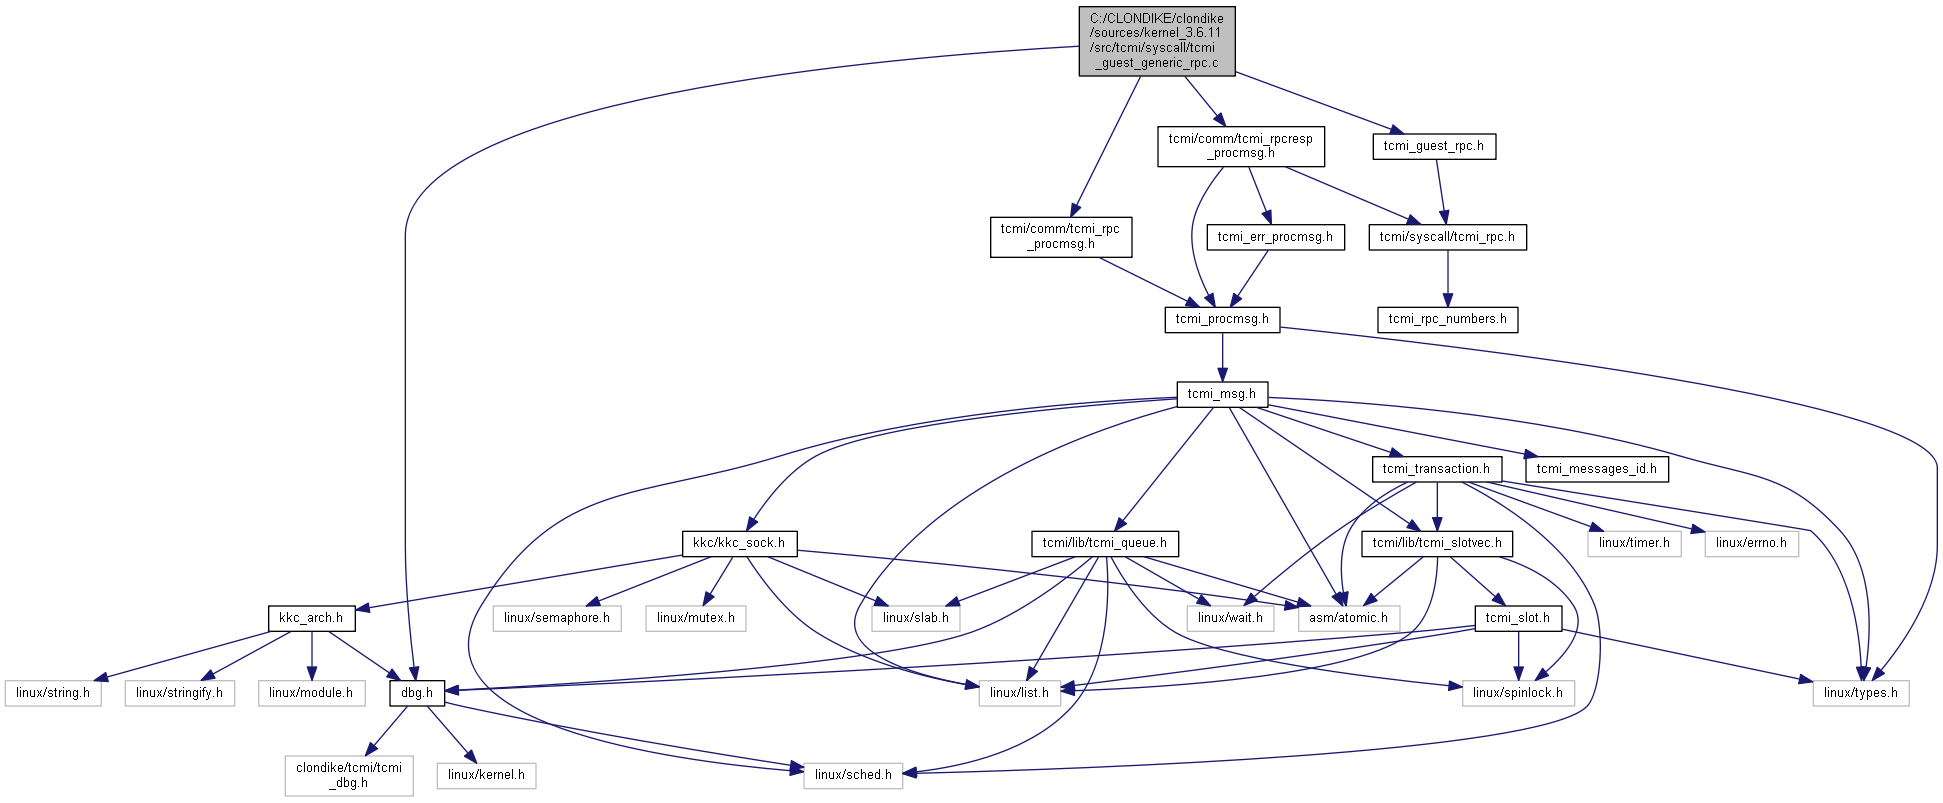 C:/CLONDIKE/clondike
/sources/kernel_3.6.11
/src/tcmi/syscall/tcmi
_guest_generic_rpc.c
tcmi/comm/tcmi_rpcresp
_procmsg.h
tcmi_guest_rpc.h
tcmi/comm/tcmi_rpc
_procmsg.h
tcmi_err_procmsg.h
tcmi/syscall/tcmi_rpc.h
tcmi_procmsg.h
tcmi_rpc_numbers.h
tcmi_msg.h
tcmi_transaction.h
tcmi_messages_id.h
kkc/kkc_sock.h
tcmi/lib/tcmi_queue.h
tcmi/lib/tcmi_slotvec.h
linux/timer.h
linux/errno.h
kkc_arch.h
linux/semaphore.h
linux/mutex.h
linux/slab.h
linux/wait.h
asm/atomic.h
tcmi_slot.h
linux/string.h
linux/stringify.h
linux/module.h
dbg.h
linux/list.h
linux/spinlock.h
linux/types.h
clondike/tcmi/tcmi
_dbg.h
linux/kernel.h
linux/sched.h